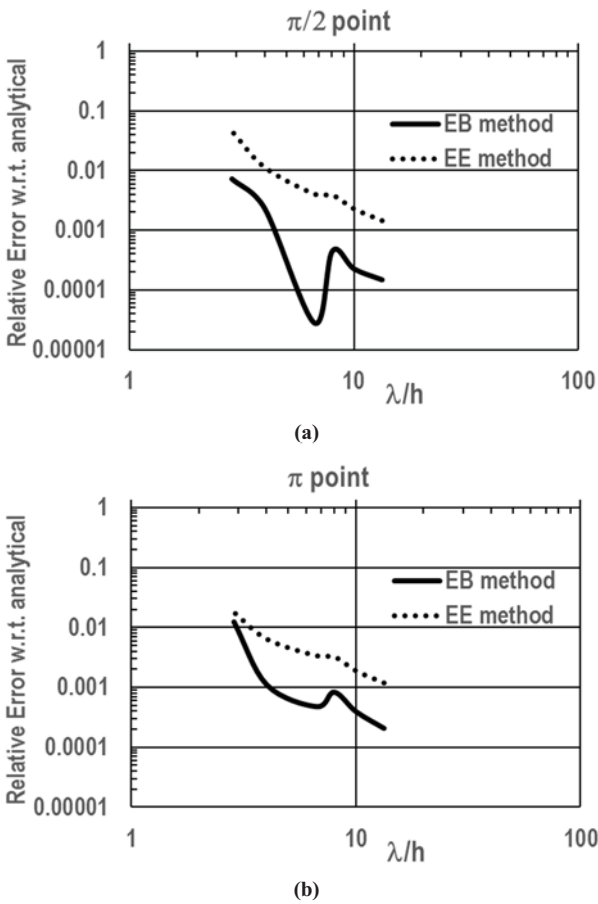 π/2 point
Relative Error w.r.t. analytical
1
0.1
0.01
0.001
0.0001
0.00001
EB method
EE method
1
10
100
λ/h
(a)
π point
Relative Error w.r.t. analytical
1
0.1
0.01
0.001
0.0001
0.00001
EB method
EE method
1
10
100
λ/h
(b)